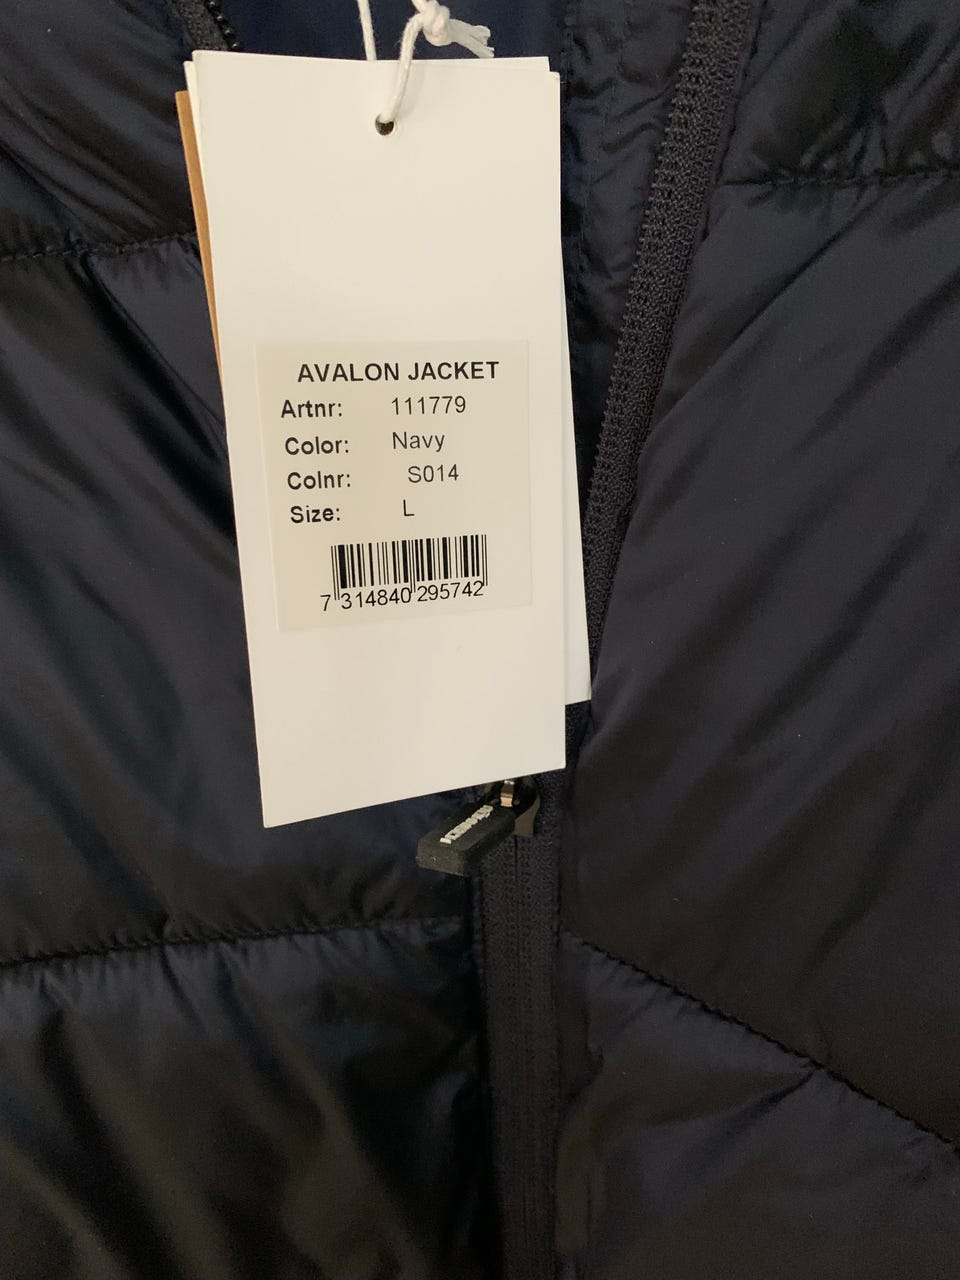 AVALON JACKET
Artnr: 111779
Color: Navy
Colnr: S014
Size: L
7 314840 295742